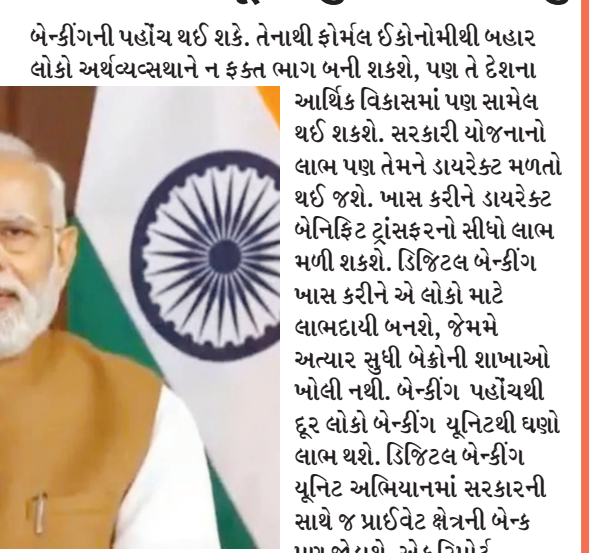 બેન્કીંગની પહોંચ થઈ શકે. તેનાથી ફોર્મલ ઈકોનોમીથી બહાર
લોકો અર્થવ્યવ્સથાને ન ફક્ત ભાગ બની શકશે, પણ તે દેશના
આર્થિક વિકાસમાં પણ સામેલ
થઈ શકશે. સરકારી યોજનાનો
લાભ પણ તેમને ડાયરેક્ટ મળતો
થઈ જશે. ખાસ કરીને ડાયરેક્ટ
બેનિફિટ ટ્રાંસફરનો સીધો લાભ
મળી શકશે. ડિજિટલ બેન્કીંગ
ખાસ કરીને એ લોકો માટે
લાભદાયી બનશે, જેમમે
અત્યાર સુધી બેક્રોની શાખાઓ
ખોલી નથી. બેન્કીંગ પહોંચથી
દૂર લોકો બેન્કીંગ યૂનિટથી ઘણો
લાભ થશે. ડિજિટલ બેન્કીંગ
યૂનિટ અભિયાનમાં સરકારની
સાથે જ પ્રાઈવેટ ક્ષેત્રની બેન્ક